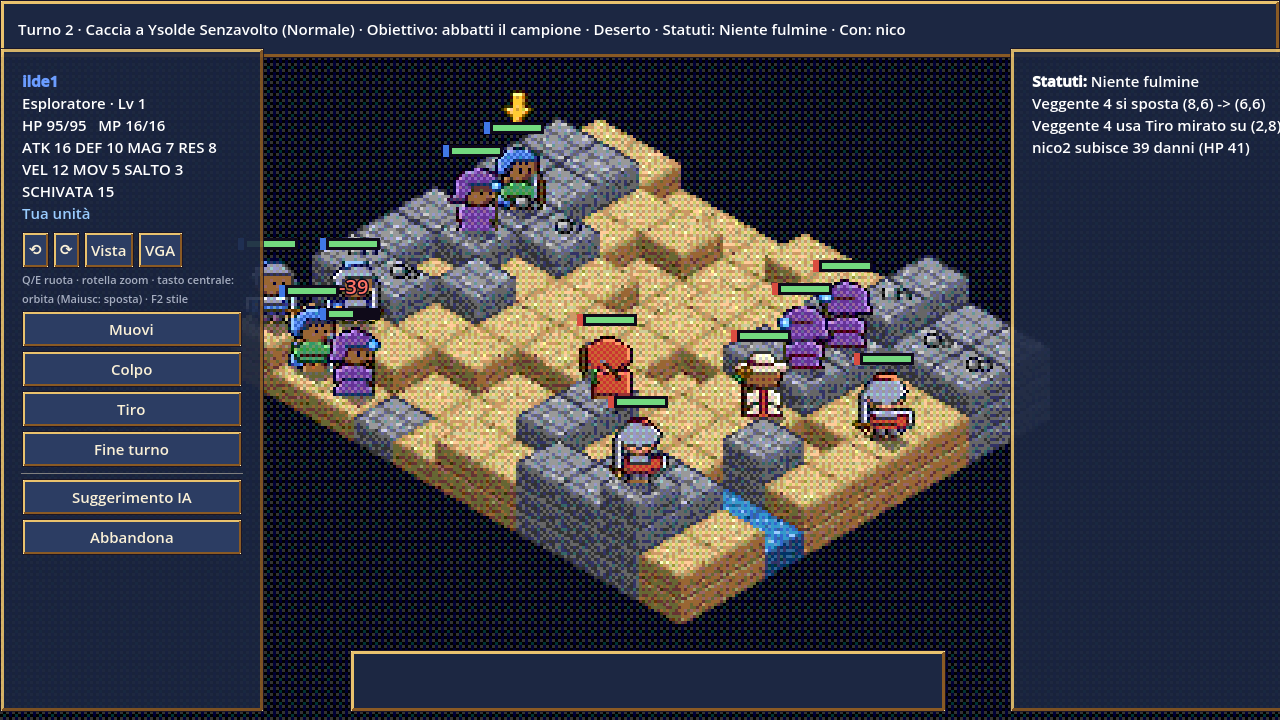 Turno 2 · Caccia a Ysolde Senzavolto (Normale) · Obiettivo: abbatti il campione · Deserto · Statuti: Niente fulmine · Con: nico
ilde1
Esploratore · Lv 1
HP 95/95 MP 16/16
ATK 16 DEF 10 MAG 7 RES 8
VEL 12 MOV 5 SALTO 3
SCHIVATA 15
Tua unità
⟲ ⟳ Vista VGA
Q/E ruota · rotella zoom · tasto centrale:
orbita (Maiusc: sposta) · F2 stile
Muovi
Colpo
Tiro
Fine turno
Suggerimento IA
Abbandona
-39
Statuti: Niente fulmine
Veggente 4 si sposta (8,6) -> (6,6)
Veggente 4 usa Tiro mirato su (2,8)
nico2 subisce 39 danni (HP 41)